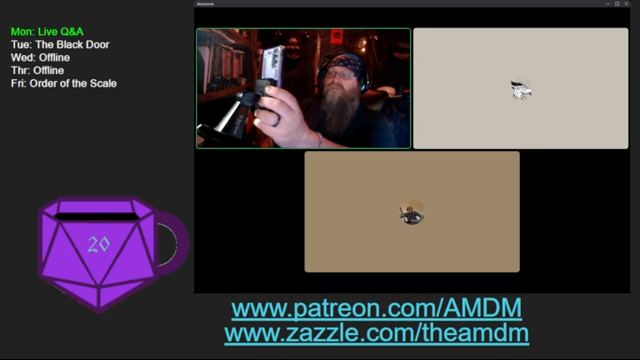 Mon: Live Q&A
Tue: The Black Door
Wed: Offline
Thr: Offline
Fri: Order of the Scale
20
www.patreon.com/AMDM
www.zazzle.com/theamdm